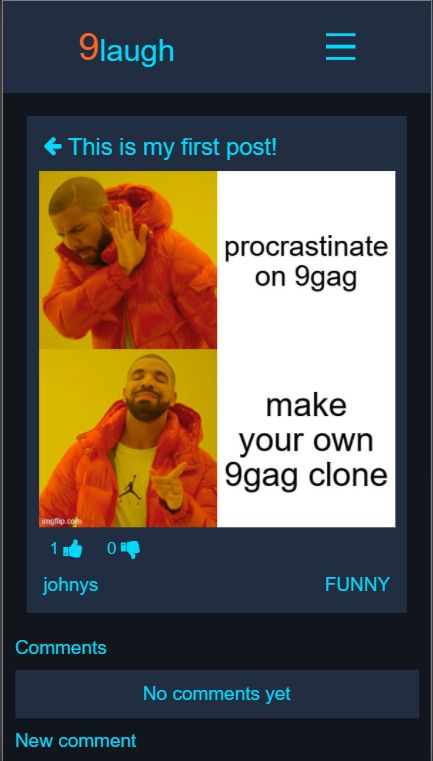 9laugh
This is my first post!
procrastinate
on 9gag
make
your own
9gag clone
imgflip.com
1 0
johnys FUNNY
Comments
No comments yet
New comment